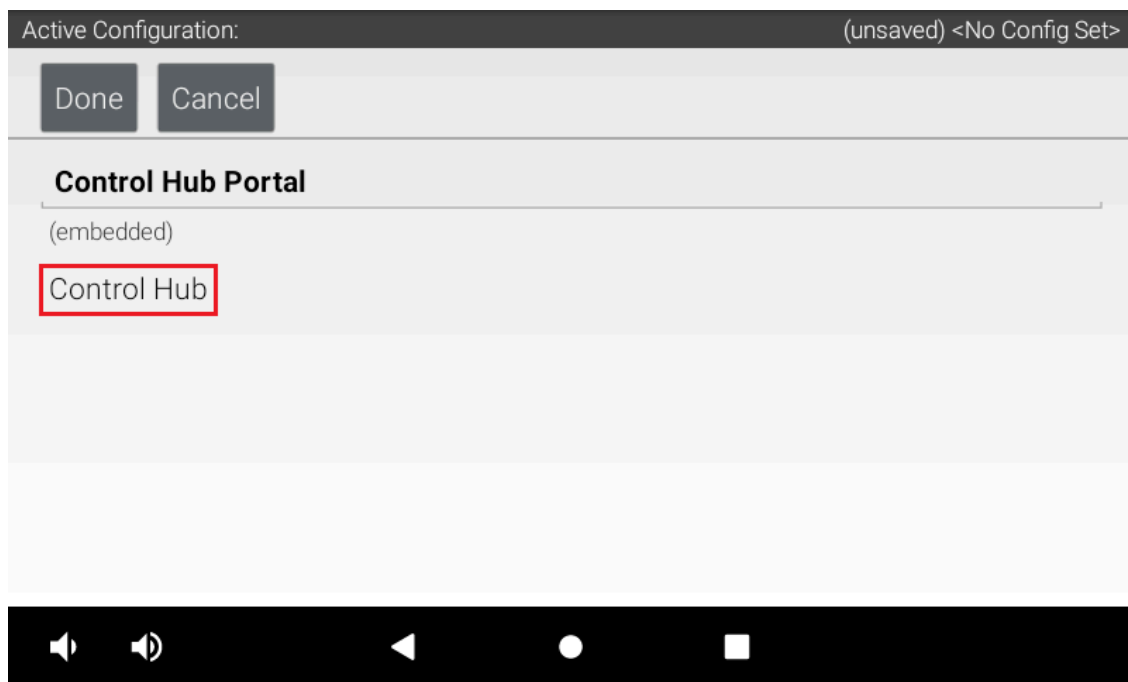 Active Configuration: (unsaved) <No Config Set>
Done Cancel
Control Hub Portal
(embedded)
Control Hub